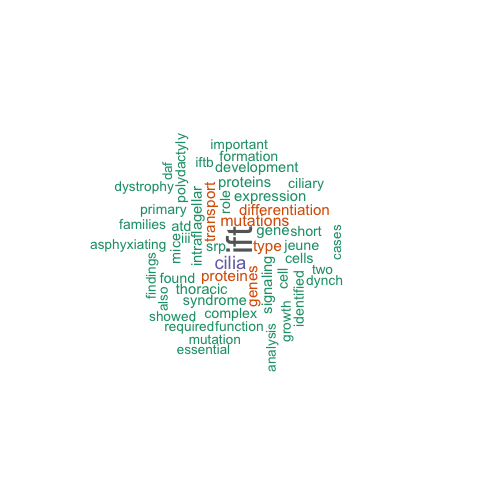 important
formation
iftb
development
polydactyly
daf
dystrophy
proteins
ciliary
primary
role
expression
transport
intraflagellar
differentiation
mutations
families
atd
gene
short
iii
ift
asphyxiating
mice
srp
type
jeune
cases
cilia
cells
findings
found
protein
cell
two
dynch
also
thoracic
genes
signaling
identified
syndrome
growth
showed
complex
required
function
mutation
analysis
essential